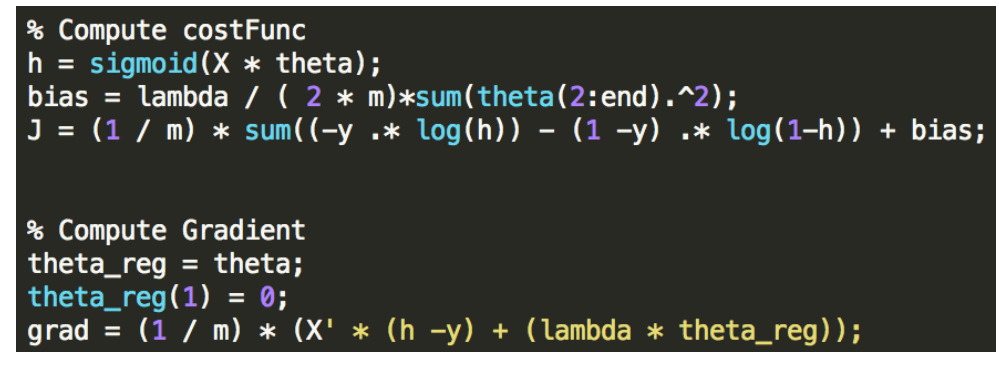 % Compute costFunc
h = sigmoid(X * theta);
bias = lambda / ( 2 * m)*sum(theta(2:end).^2);
J = (1 / m) * sum((-y .* log(h)) - (1 -y) .* log(1-h)) + bias;
% Compute Gradient
theta_reg = theta;
theta_reg(1) = 0;
grad = (1 / m) * (X' * (h -y) + (lambda * theta_reg));